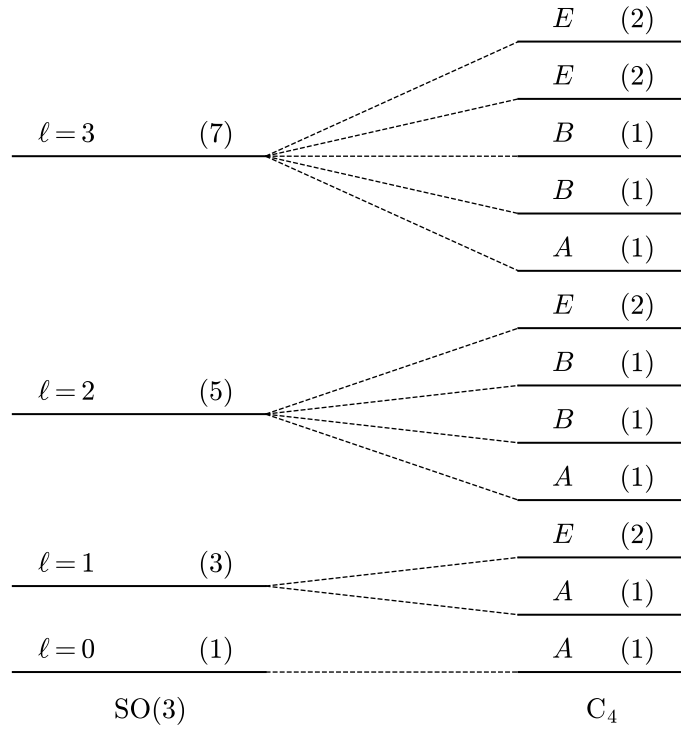 E (2)
E (2)
ℓ = 3 (7) B (1)
B (1)
A (1)
E (2)
ℓ = 2 (5) B (1)
B (1)
A (1)
ℓ = 1 (3) E (2)
A (1)
ℓ = 0 (1) A (1)
SO(3) C₄